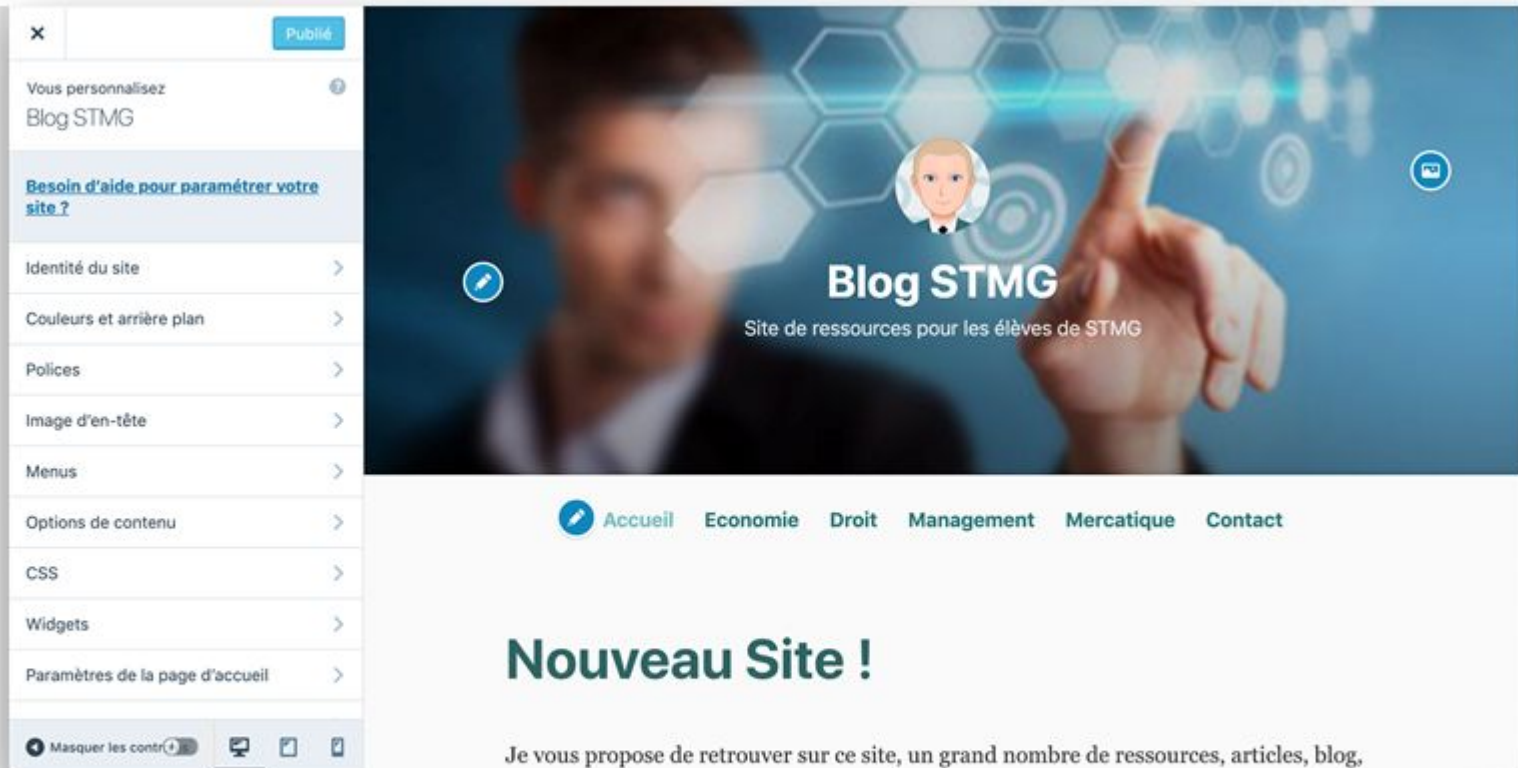 Publié
Vous personnalisez
Blog STMG
Besoin d'aide pour paramétrer votre
site ?
Identité du site
Couleurs et arrière plan
Polices
Image d'en-tête
Menus
Options de contenu
CSS
Widgets
Paramètres de la page d'accueil
Masquer les contr
Blog STMG
Site de ressources pour les élèves de STMG
Accueil Economie Droit Management Mercatique Contact
Nouveau Site !
Je vous propose de retrouver sur ce site, un grand nombre de ressources, articles, blog,